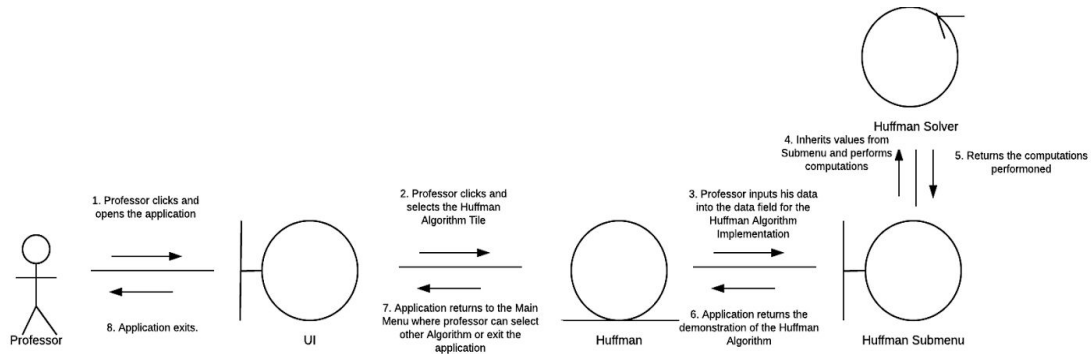 Huffman Solver
4. Inherits values from
Submenu and performs
computations
5. Returns the computations
performoned
1. Professor clicks and
opens the application
2. Professor clicks and
selects the Huffman
Algorithm Tile
3. Professor inputs his data
into the data field for the
Huffman Algorithm
Implementation
8. Application exits.
7. Application returns to the Main
Menu where professor can select
other Algorithm or exit the
application
6. Application returns the
demonstration of the Huffman
Algorithm
Professor
UI
Huffman
Huffman Submenu